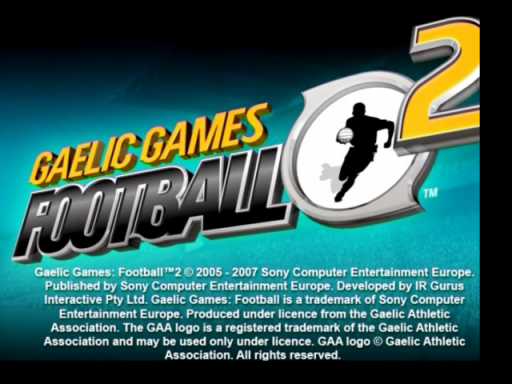 2
GAELIC GAMES
FOOTBALL
TM
Gaelic Games: Football™2 © 2005 - 2007 Sony Computer Entertainment Europe.
Published by Sony Computer Entertainment Europe. Developed by IR Gurus
Interactive Pty Ltd. Gaelic Games: Football is a trademark of Sony Computer
Entertainment Europe. Produced under licence from the Gaelic Athletic
Association. The GAA logo is a registered trademark of the Gaelic Athletic
Association and may be used only under licence. GAA logo © Gaelic Athletic
Association. All rights reserved.